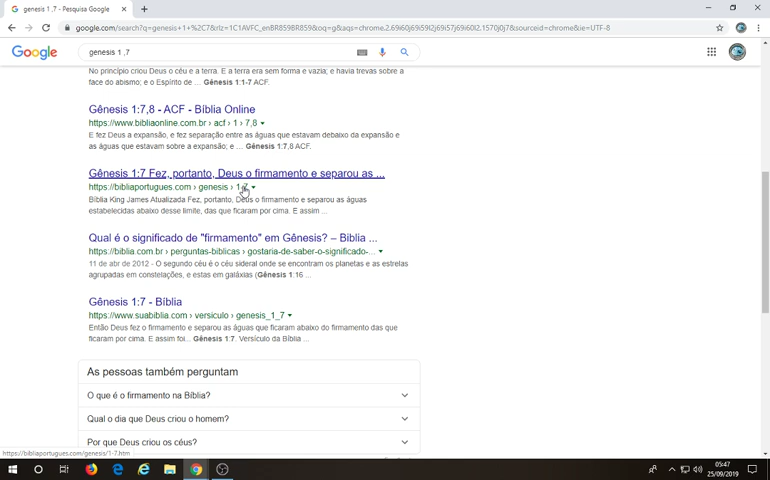 genesis 1 ,7 - Pesquisa Google
google.com/search?q=genesis+1+%2C7&rlz=1C1AVFC_enBR859BR859&oq=g&aqs=chrome.2.69i60j69i59l2j69i57j69i60l2.1570j0j7&sourceid=chrome&ie=UTF-8
Google
genesis 1 ,7
No princípio criou Deus o céu e a terra. E a terra era sem forma e vazia; e havia trevas sobre a
face do abismo; e o Espírito de ... Gênesis 1:1-7 ACF.
Gênesis 1:7,8 - ACF - Bíblia Online
https://www.bibliaonline.com.br › acf › 1 › 7,8
E fez Deus a expansão, e fez separação entre as águas que estavam debaixo da expansão e
as águas que estavam sobre a expansão; e ... Gênesis 1:7,8 ACF.
Gênesis 1:7 Fez, portanto, Deus o firmamento e separou as ...
https://bibliaportugues.com › genesis › 1-7
Bíblia King James Atualizada Fez, portanto, Deus o firmamento e separou as águas
estabelecidas abaixo desse limite, das que ficaram por cima. E assim ...
Qual é o significado de "firmamento" em Gênesis? – Biblia ...
https://biblia.com.br › perguntas-biblicas › gostaria-de-saber-o-significado-...
11 de abr de 2012 - O segundo céu é o céu sideral onde se encontram os planetas e as estrelas
agrupadas em constelações, e estas em galáxias (Gênesis 1:16 ...
Gênesis 1:7 - Bíblia
https://www.suabiblia.com › versiculo › genesis_1_7
Então Deus fez o firmamento e separou as águas que ficaram abaixo do firmamento das que
ficaram por cima. E assim foi... Gênesis 1:7. Versículo da Bíblia ...
As pessoas também perguntam
O que é o firmamento na Bíblia?
Qual o dia que Deus criou o homem?
Por que Deus criou os céus?
https://bibliaportugues.com/genesis/1-7.htm
05:47
25/09/2019